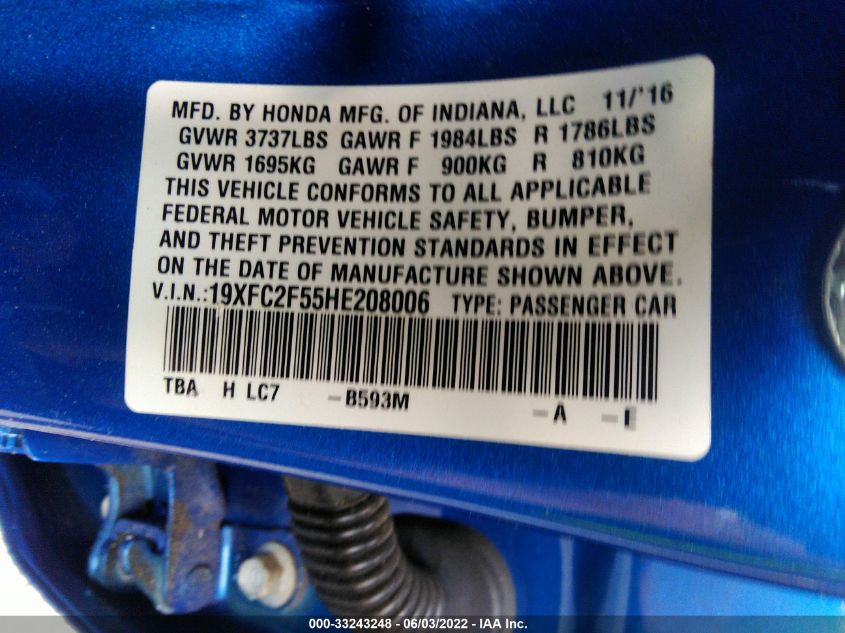 MFD. BY HONDA MFG. OF INDIANA, LLC 11/'16
GVWR 3737LBS GAWR F 1984LBS R 1786LBS
GVWR 1695KG GAWR F 900KG R 810KG
THIS VEHICLE CONFORMS TO ALL APPLICABLE
FEDERAL MOTOR VEHICLE SAFETY, BUMPER,
AND THEFT PREVENTION STANDARDS IN EFFECT
ON THE DATE OF MANUFACTURE SHOWN ABOVE.
V.I.N.:19XFC2F55HE208006 TYPE: PASSENGER CAR
TBA H LC7 -B593M -A
000-33243248 - 06/03/2022 - IAA Inc.